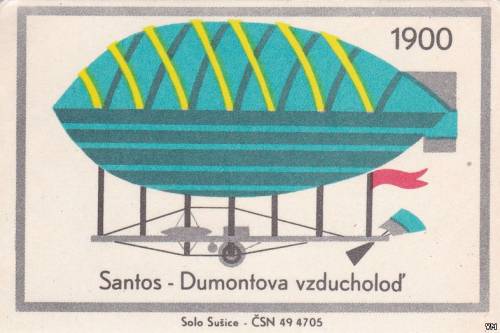 1900
Santos - Dumontova vzducholoď
Solo Sušice - ČSN 49 4705